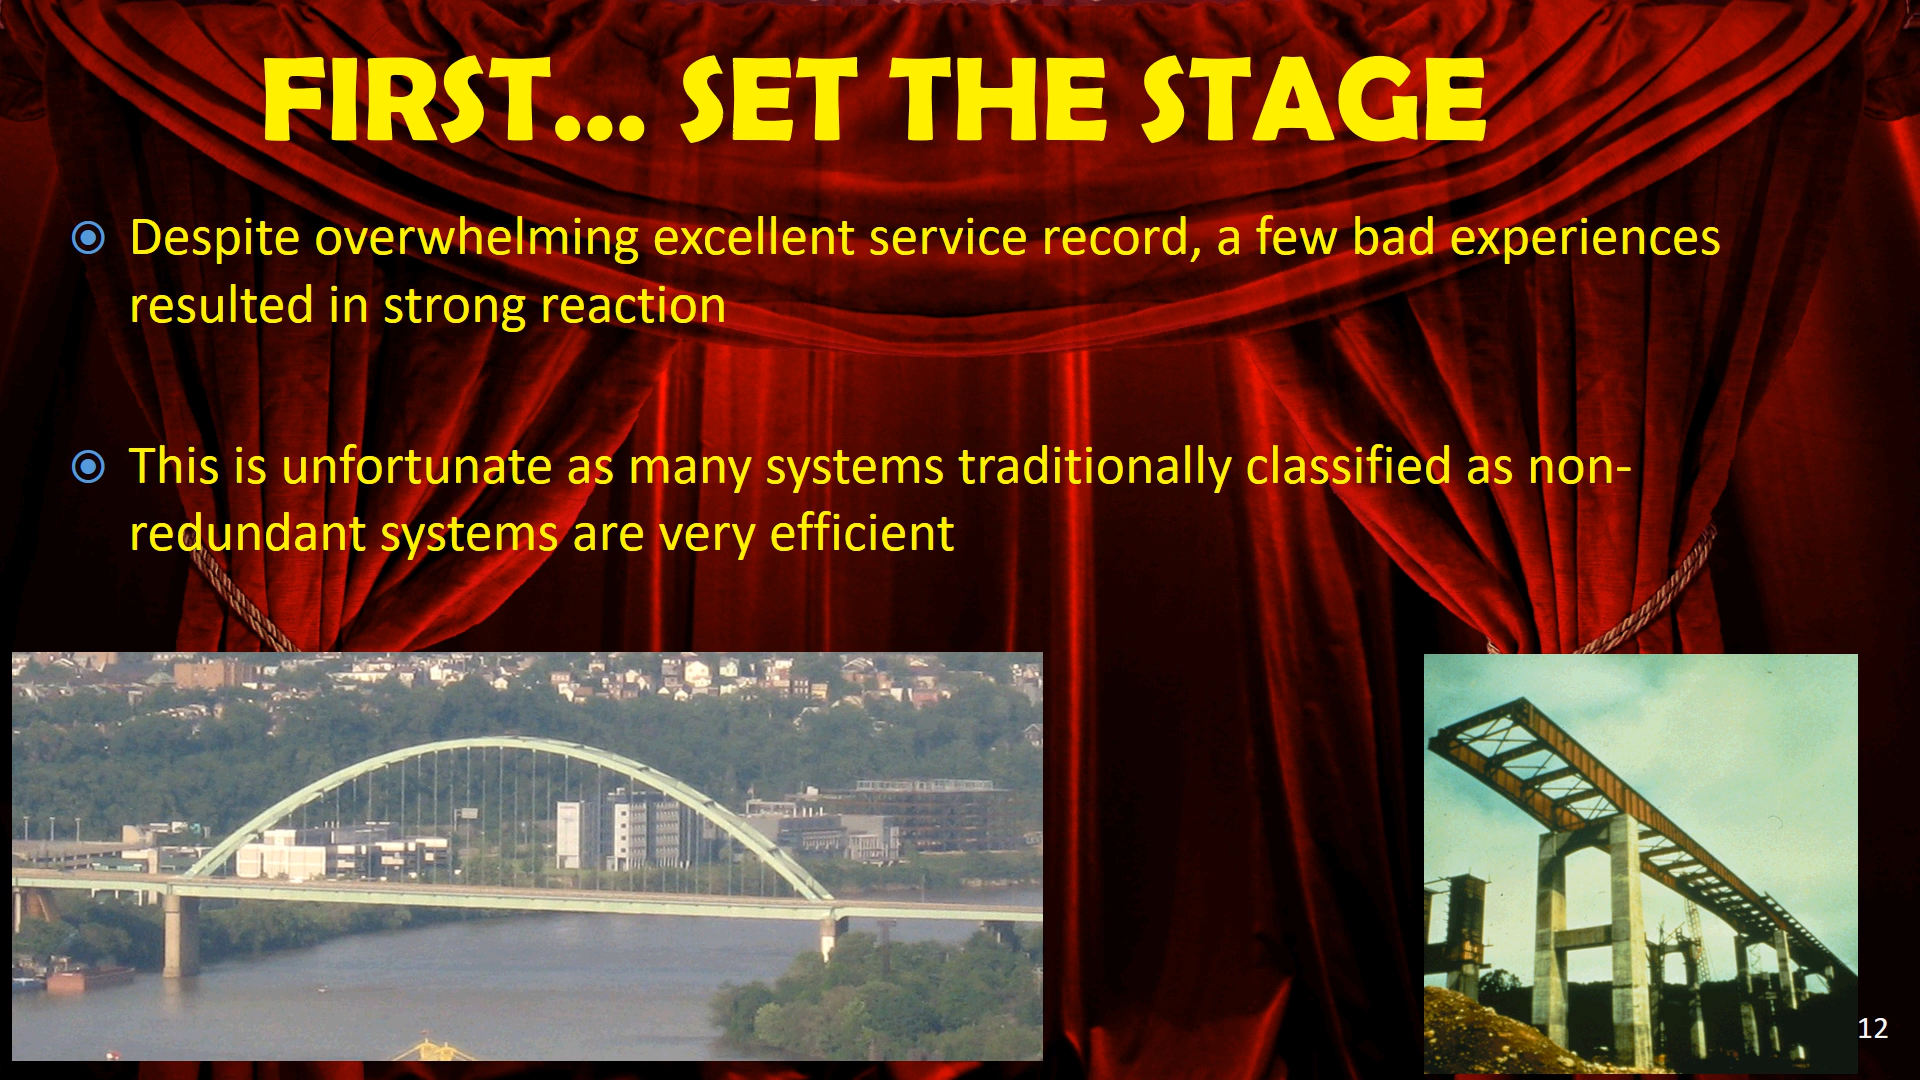 FIRST... SET THE STAGE
Despite overwhelming excellent service record, a few bad experiences
resulted in strong reaction
This is unfortunate as many systems traditionally classified as non-
redundant systems are very efficient
12